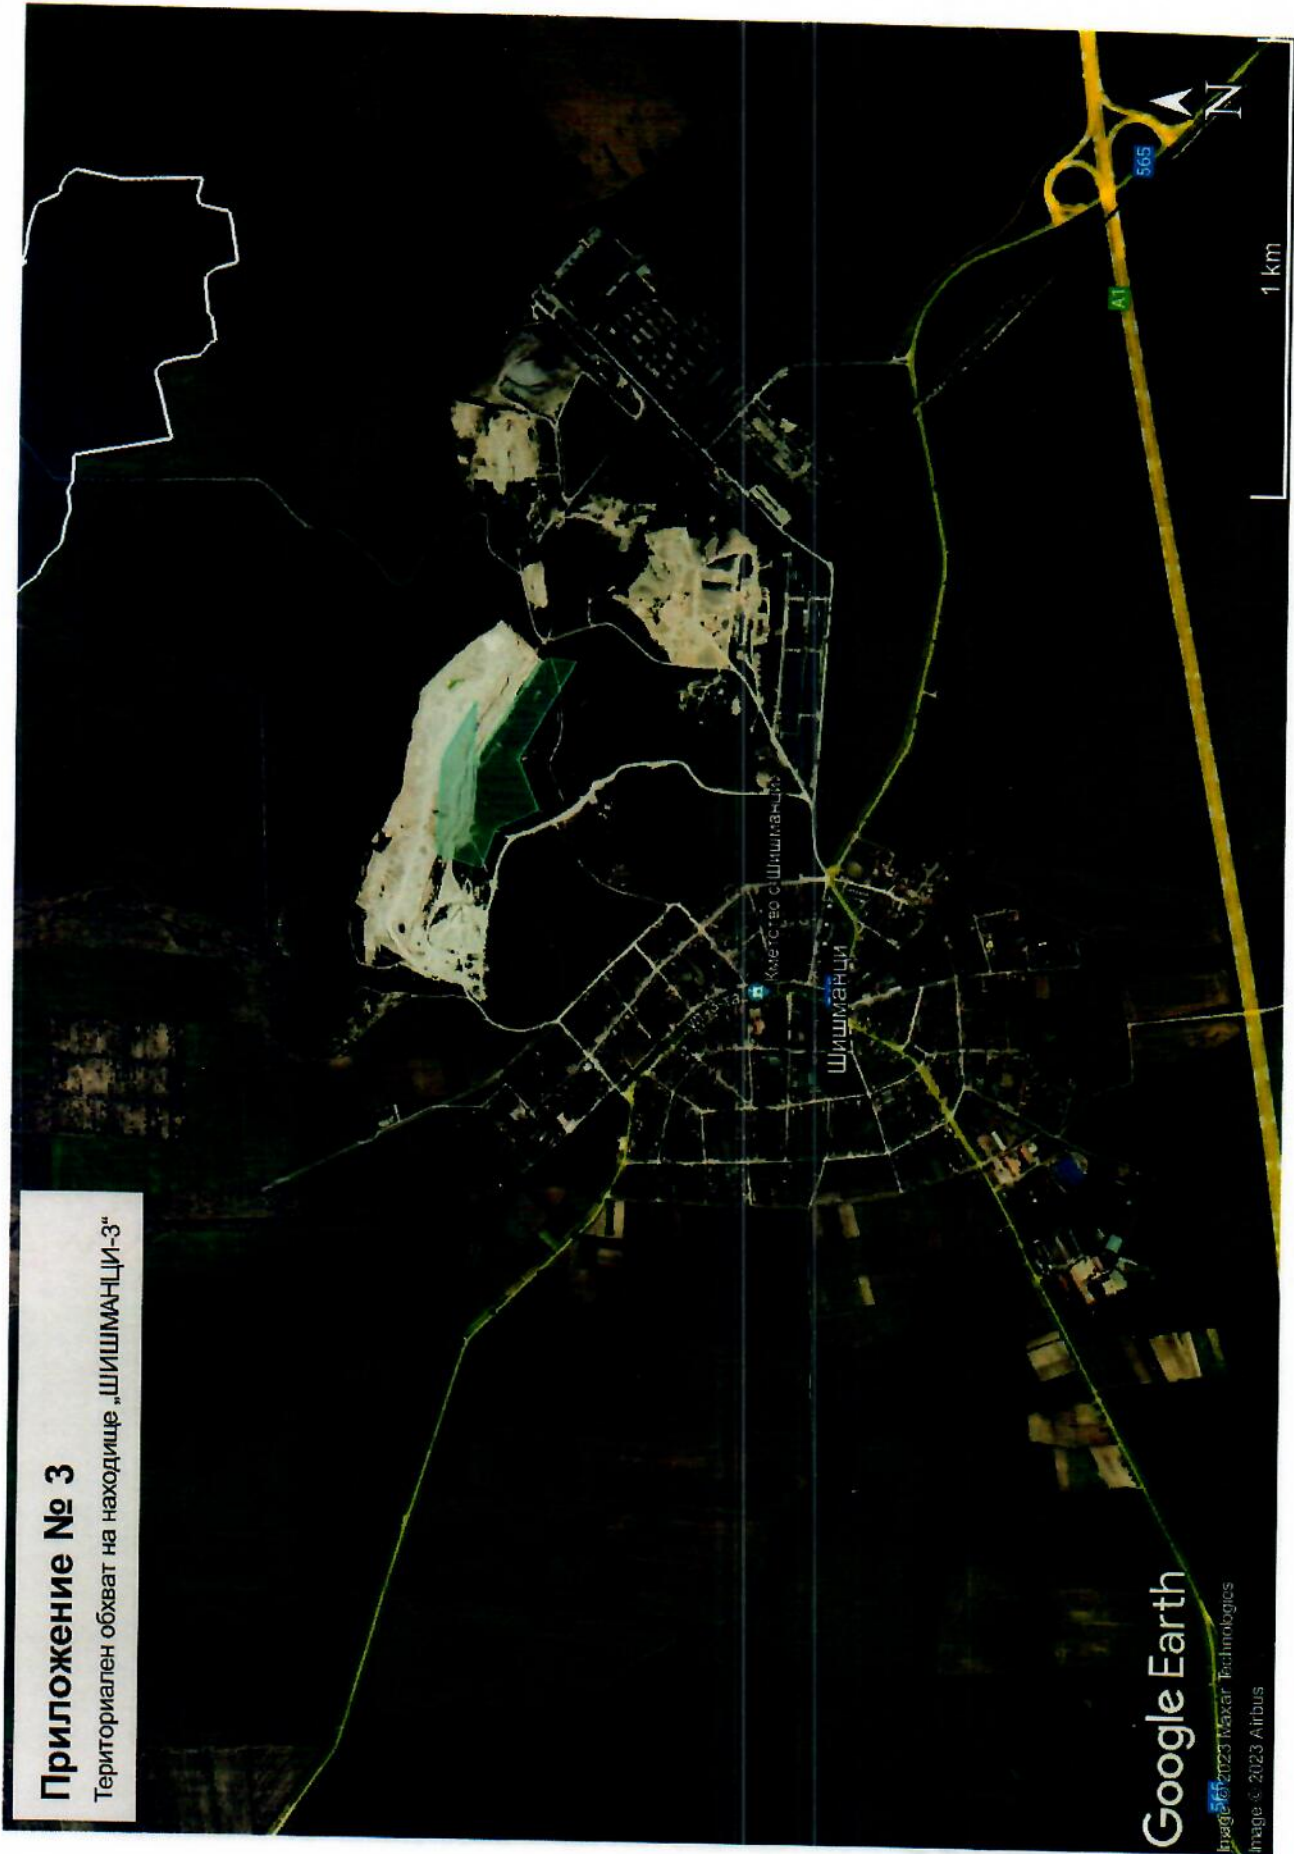 Приложение № 3
Териториален обхват на находище „ШИШМАНЦИ-3“
Кметство с.Шишманци
Шишманци
565
A1
N
1 km
Google Earth
565
Image © 2023 Maxar Technologies
Image © 2023 Airbus